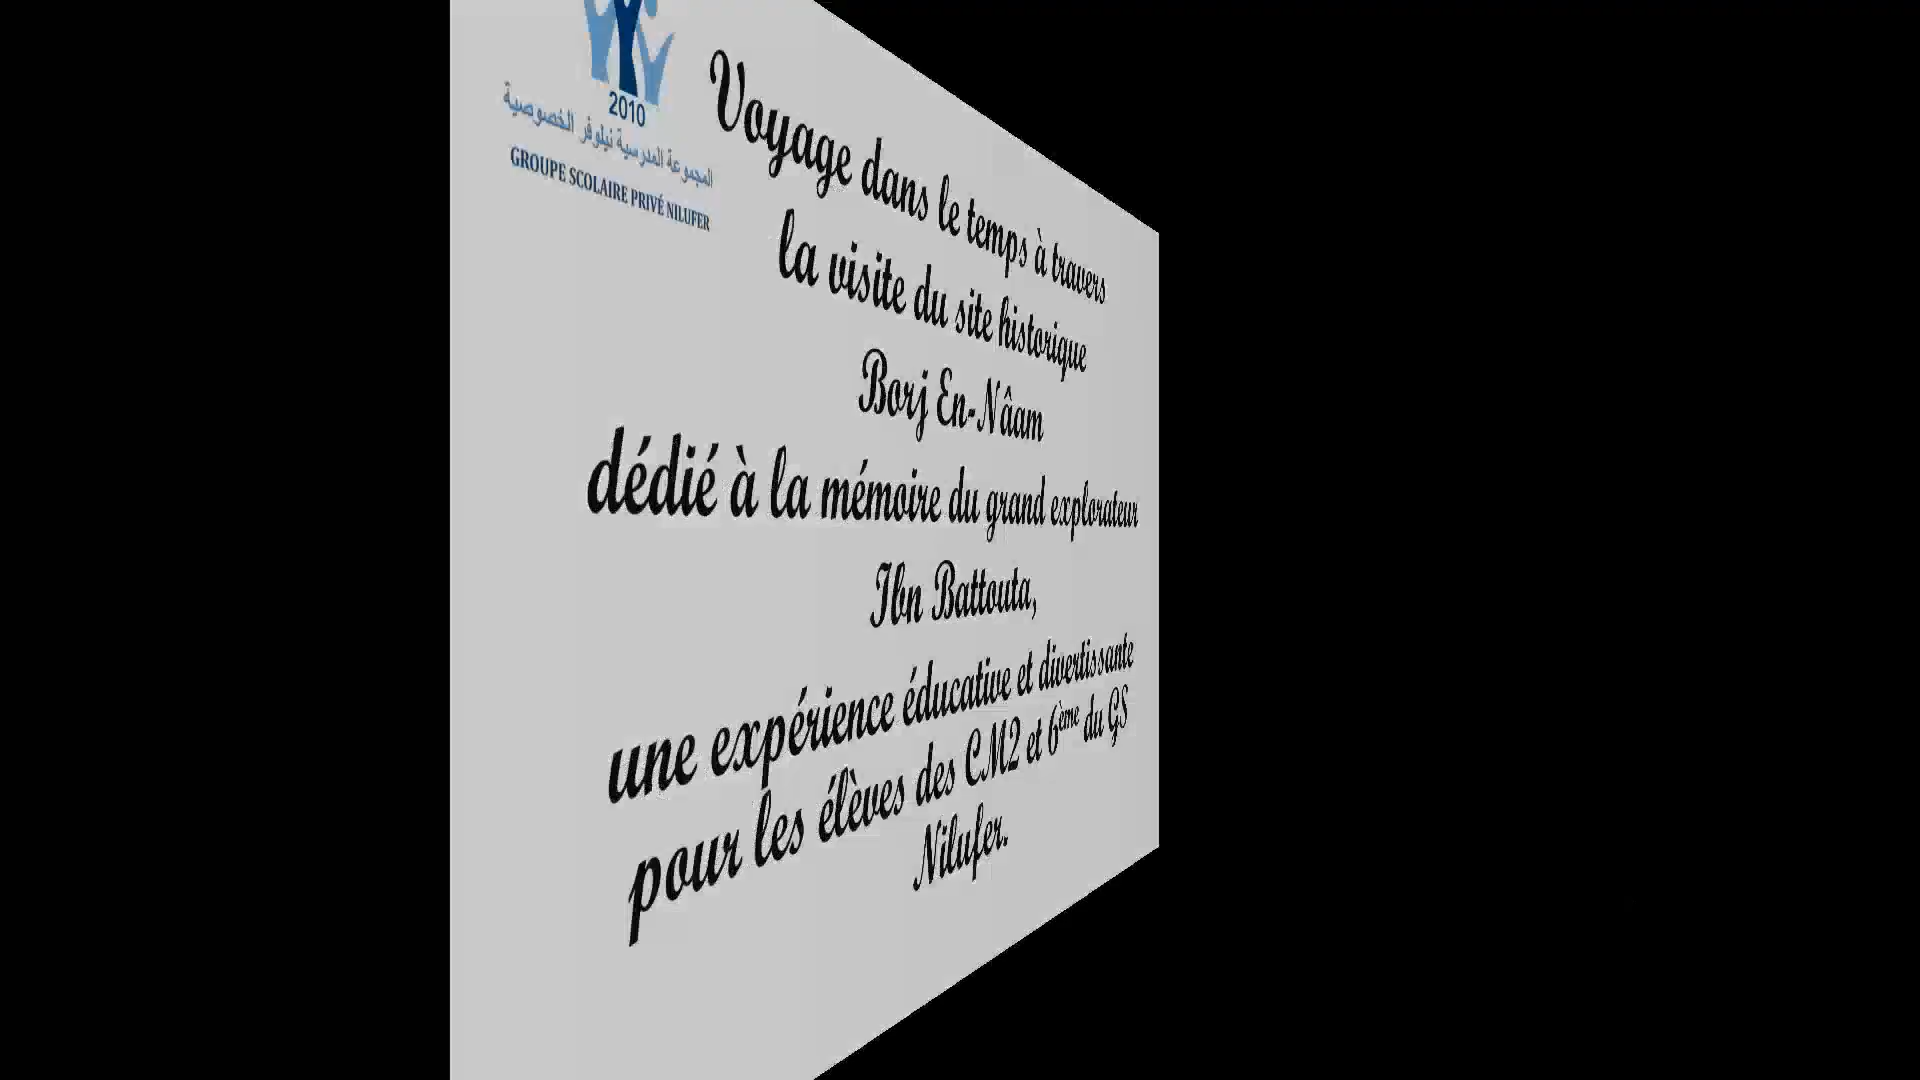 2010
المجموعة المدرسية نيلوفر الخصوصية
GROUPE SCOLAIRE PRIVÉ NILUFER
Voyage dans le temps à travers
la visite du site historique
Borj En-Nâam
dédié à la mémoire du grand explorateur
Ibn Battouta,
une expérience éducative et divertissante
pour les élèves des CM2 et 6ème du GS
Nilufer.